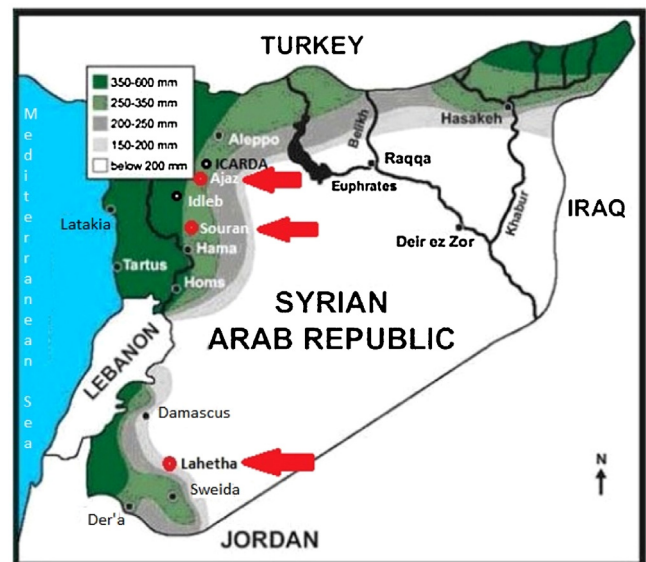 TURKEY
350-600 mm
250-350 mm
200-250 mm
150-200 mm
below 200 mm
Mediterranean Sea
Aleppo
ICARDA
Ajaz
Idleb
Latakia
Souran
Hama
Tartus
Homs
Belikh
Hasakeh
Raqqa
Euphrates
Khabur
IRAQ
Deir ez Zor
SYRIAN
ARAB REPUBLIC
LEBANON
Damascus
Lahetha
Sweida
Der'a
N
JORDAN